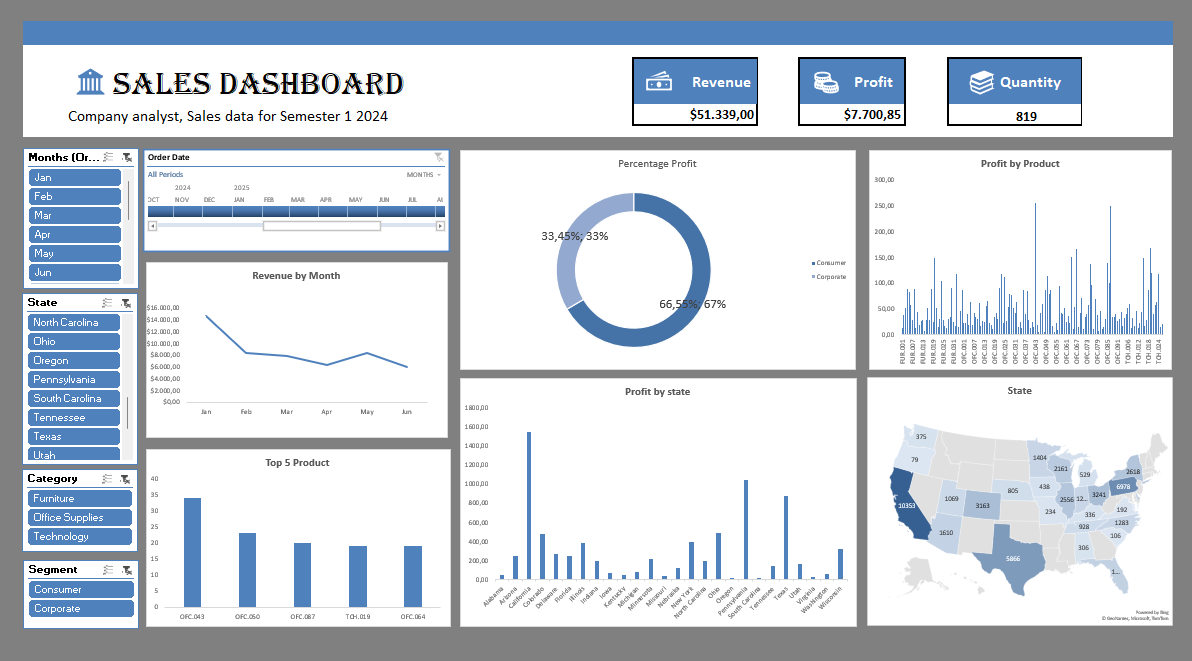 SALES DASHBOARD
Company analyst, Sales data for Semester 1 2024
Revenue
$51.339,00
Profit
$7.700,85
Quantity
819
Months (Or...
Jan
Feb
Mar
Apr
May
Jun
State
North Carolina
Ohio
Oregon
Pennsylvania
South Carolina
Tennessee
Texas
Utah
Category
Furniture
Office Supplies
Technology
Segment
Consumer
Corporate
Order Date
All Periods
MONTHS
2024 2025
OCT NOV DEC JAN FEB MAR APR MAY JUN JUL
Revenue by Month
$16.000,00
$14.000,00
$12.000,00
$10.000,00
$8.000,00
$6.000,00
$4.000,00
$2.000,00
$0,00
Jan Feb Mar Apr May Jun
Top 5 Product
40
35
30
25
20
15
10
5
0
OFC.043 OFC.050 OFC.087 TCH.019 OFC.064
Percentage Profit
33,45%; 33%
66,55%; 67%
Consumer
Corporate
Profit by state
1800,00
1600,00
1400,00
1200,00
1000,00
800,00
600,00
400,00
200,00
0,00
Alabama Arizona California Colorado Delaware Florida Illinois Indiana Iowa Kentucky Michigan Minnesota Missouri Nebraska New York North Carolina Ohio Oregon Pennsylvania South Carolina Tennessee Texas Utah Virginia Washington Wisconsin
Profit by Product
300,00
250,00
200,00
150,00
100,00
50,00
0,00
FUR.001 FUR.007 FUR.013 FUR.019 FUR.025 FUR.031 OFC.001 OFC.007 OFC.013 OFC.019 OFC.025 OFC.031 OFC.037 OFC.043 OFC.049 OFC.055 OFC.061 OFC.067 OFC.073 OFC.079 OFC.085 OFC.091 TCH.006 TCH.012 TCH.018 TCH.024
State
375
79
10353
1069
1610
3163
805
5866
1404
438
234
2161
2556
12...
529
3241
336
928
306
2618
6978
192
1283
106
1...
Powered by Bing
© GeoNames, Microsoft, TomTom